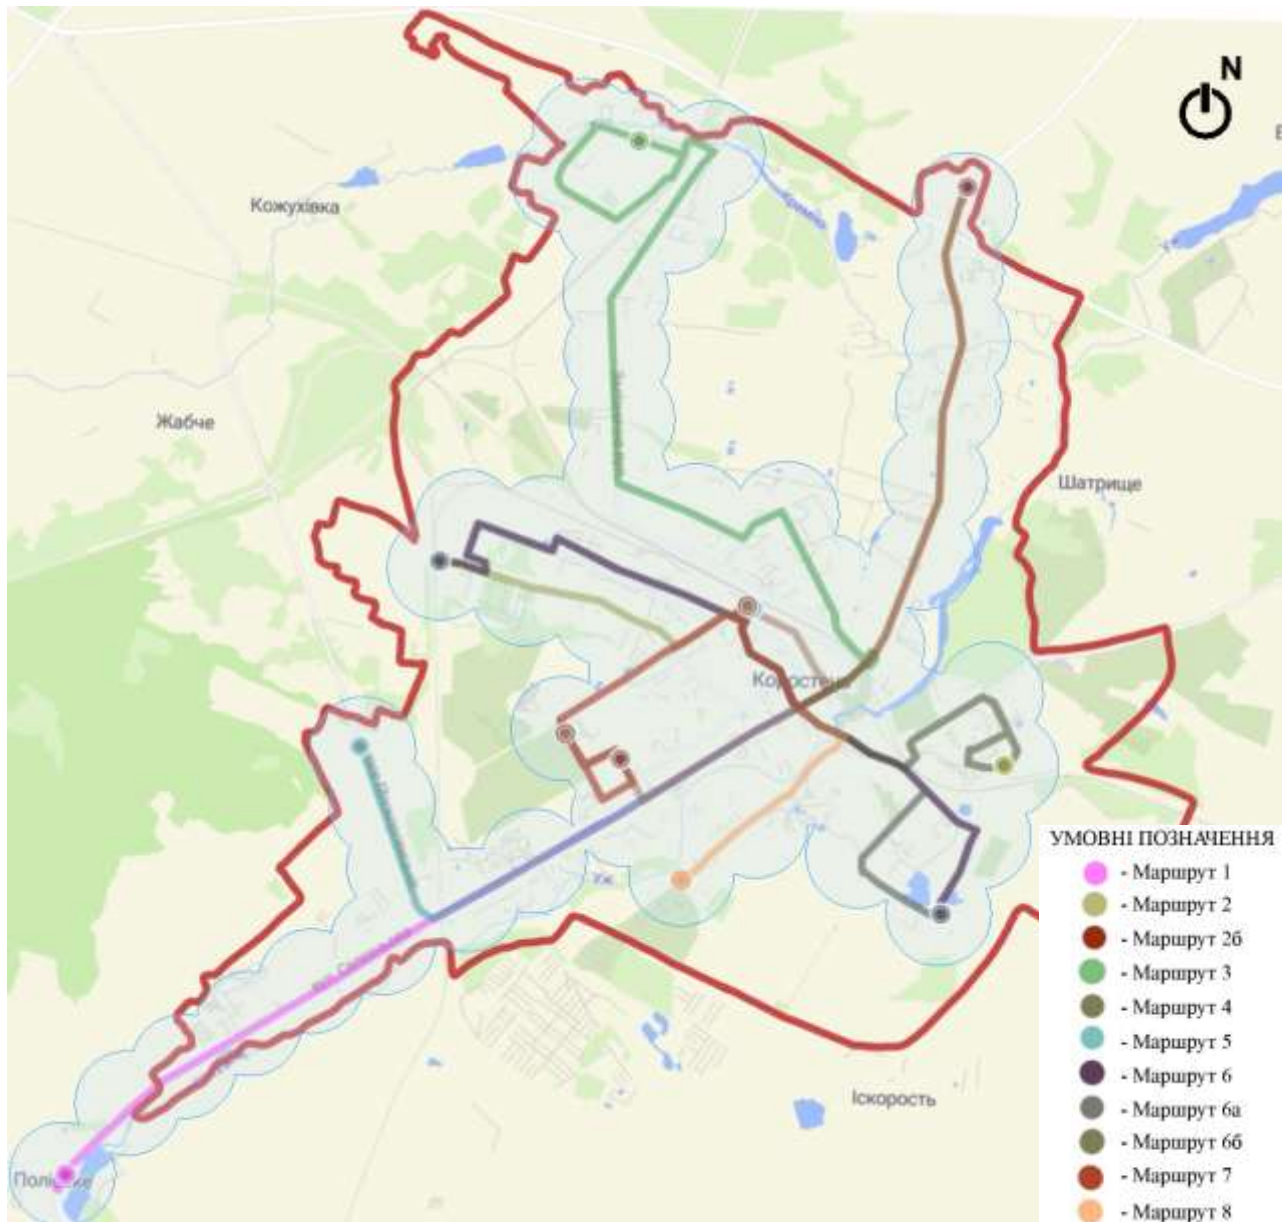 N
Кожухівка
Жабче
Шатрище
Коростень
УМОВНІ ПОЗНАЧЕННЯ
- Маршрут 1
- Маршрут 2
- Маршрут 2б
- Маршрут 3
- Маршрут 4
- Маршрут 5
- Маршрут 6
- Маршрут 6а
- Маршрут 6б
- Маршрут 7
- Маршрут 8
Уж
Іскорость
Поліське